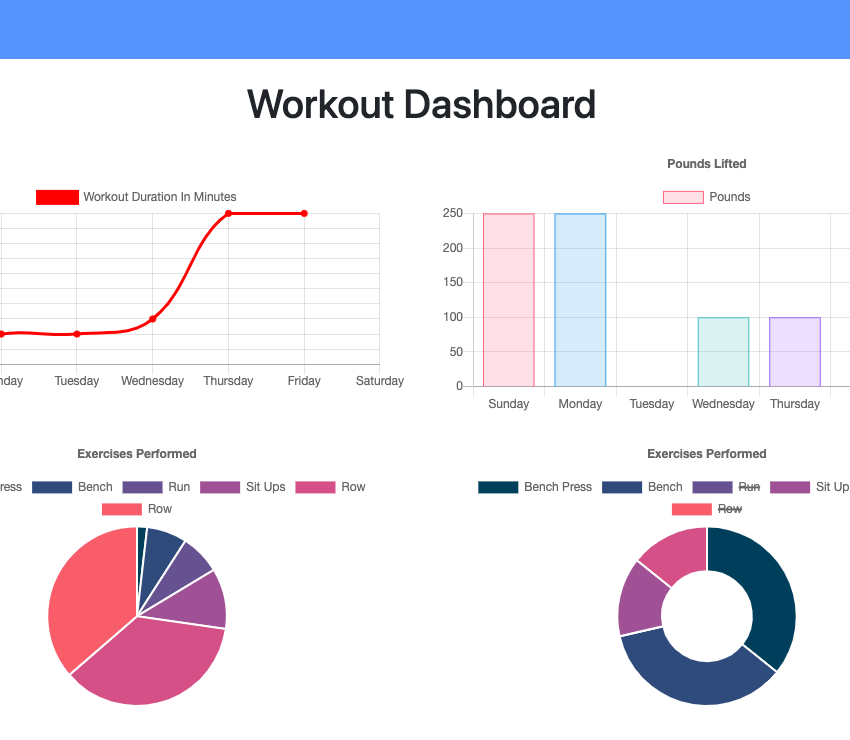 Workout Dashboard
Workout Duration In Minutes
nday Tuesday Wednesday Thursday Friday Saturday
Pounds Lifted
Pounds
250
200
150
100
50
0
Sunday Monday Tuesday Wednesday Thursday
Exercises Performed
ress Bench Run Sit Ups Row
Row
Exercises Performed
Bench Press Bench Run Sit Up
Row